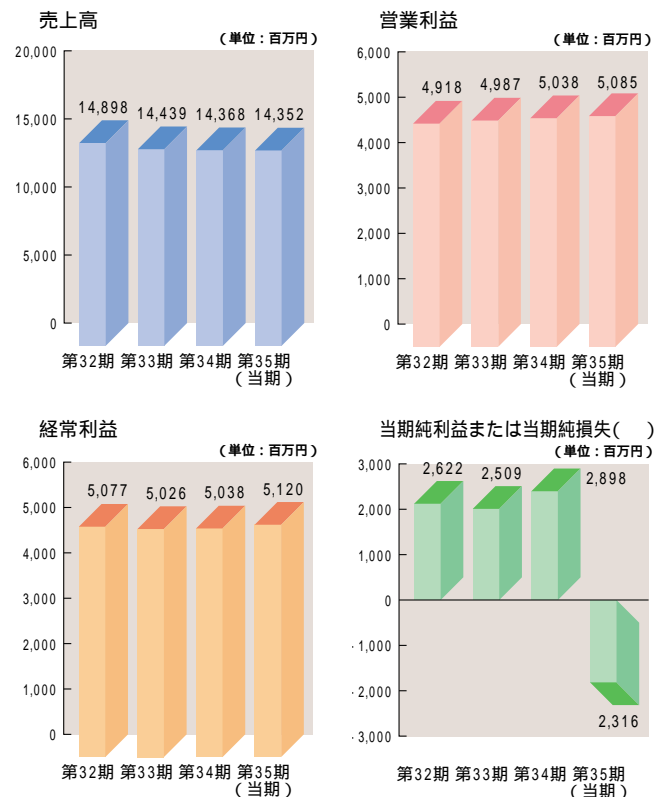 売上高
（単位：百万円）
20,000
15,000
10,000
5,000
0
14,898 14,439 14,368 14,352
第32期 第33期 第34期 第35期
（当期）
営業利益
（単位：百万円）
6,000
5,000
4,000
3,000
2,000
1,000
0
4,918 4,987 5,038 5,085
第32期 第33期 第34期 第35期
（当期）
経常利益
（単位：百万円）
6,000
5,000
4,000
3,000
2,000
1,000
0
5,077 5,026 5,038 5,120
第32期 第33期 第34期 第35期
（当期）
当期純利益または当期純損失(　)
（単位：百万円）
3,000
2,000
1,000
0
-1,000
-2,000
-3,000
2,622 2,509 2,898
2,316
第32期 第33期 第34期 第35期
（当期）